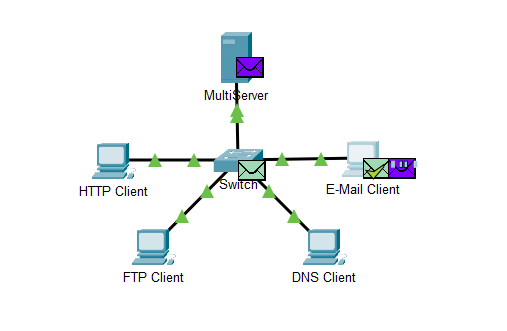 MultiServer
Switch
HTTP Client
E-Mail Client
FTP Client
DNS Client